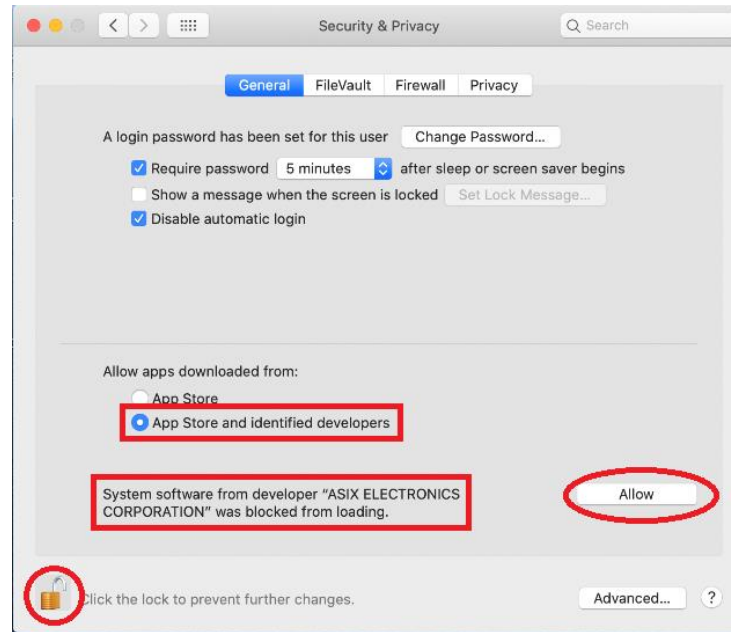 Security & Privacy
Search
General
FileVault
Firewall
Privacy
A login password has been set for this user
Change Password...
Require password
5 minutes
after sleep or screen saver begins
Show a message when the screen is locked
Set Lock Message...
Disable automatic login
Allow apps downloaded from:
App Store
App Store and identified developers
System software from developer “ASIX ELECTRONICS
CORPORATION” was blocked from loading.
Allow
Click the lock to prevent further changes.
Advanced...
?